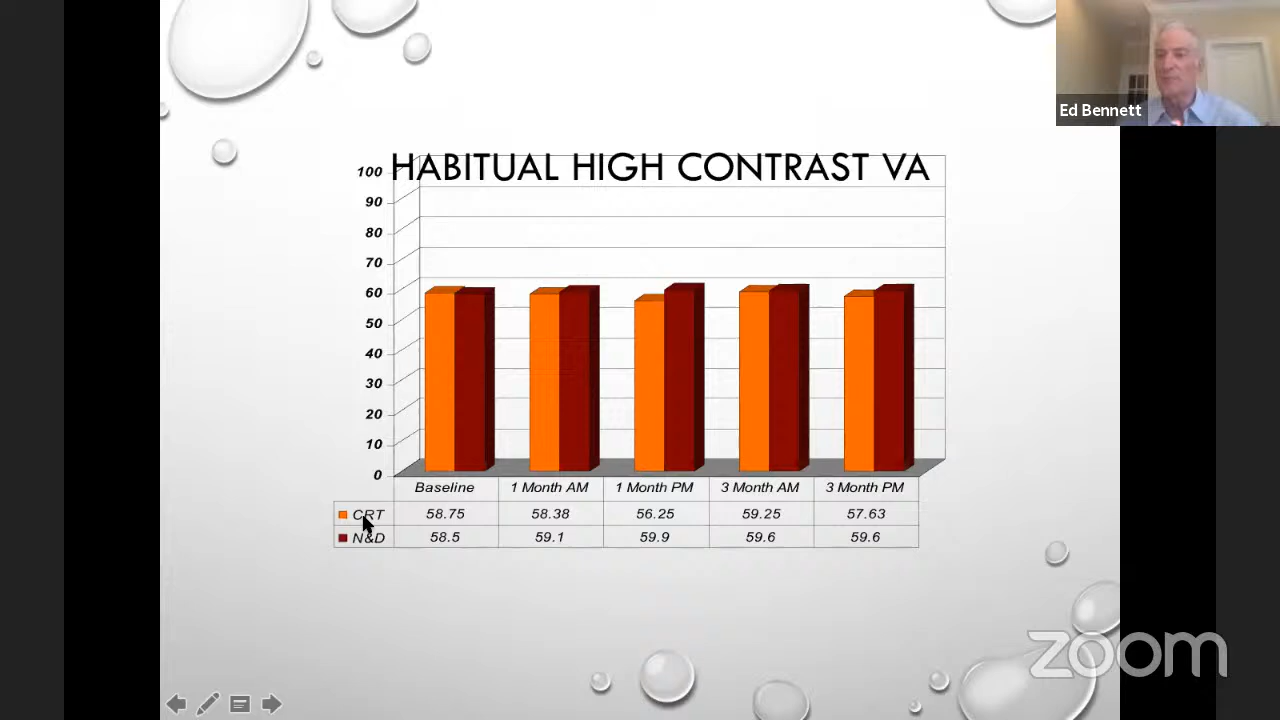 Ed Bennett
HABITUAL HIGH CONTRAST VA
100
90
80
70
60
50
40
30
20
10
0
Baseline 1 Month AM 1 Month PM 3 Month AM 3 Month PM
CRT 58.75 58.38 56.25 59.25 57.63
N&D 58.5 59.1 59.9 59.6 59.6
zoom